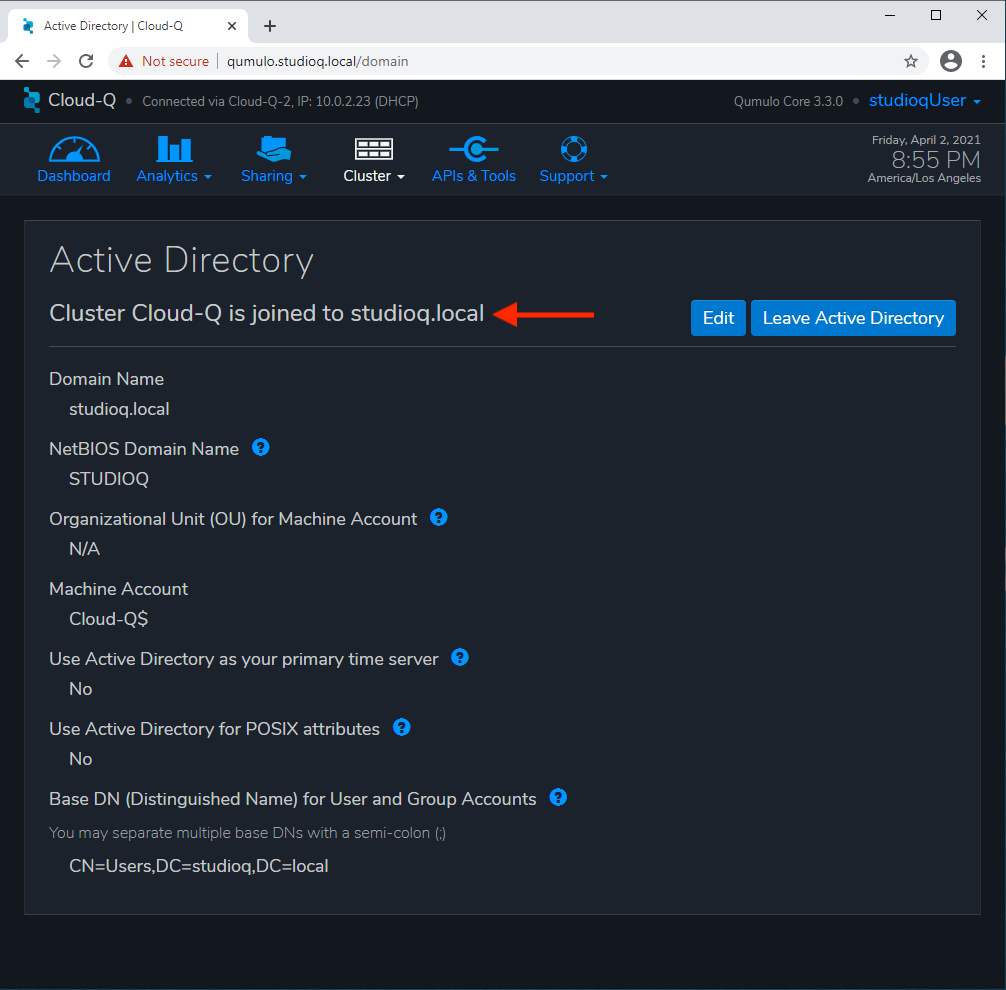 Active Directory | Cloud-Q
Not secure | qumulo.studioq.local/domain
Cloud-Q • Connected via Cloud-Q-2, IP: 10.0.2.23 (DHCP) Qumulo Core 3.3.0 • studioqUser
Dashboard Analytics Sharing Cluster APIs & Tools Support
Friday, April 2, 2021
8:55 PM
America/Los Angeles
Active Directory
Cluster Cloud-Q is joined to studioq.local
Edit Leave Active Directory
Domain Name
studioq.local
NetBIOS Domain Name ?
STUDIOQ
Organizational Unit (OU) for Machine Account ?
N/A
Machine Account
Cloud-Q$
Use Active Directory as your primary time server ?
No
Use Active Directory for POSIX attributes ?
No
Base DN (Distinguished Name) for User and Group Accounts ?
You may separate multiple base DNs with a semi-colon (;)
CN=Users,DC=studioq,DC=local